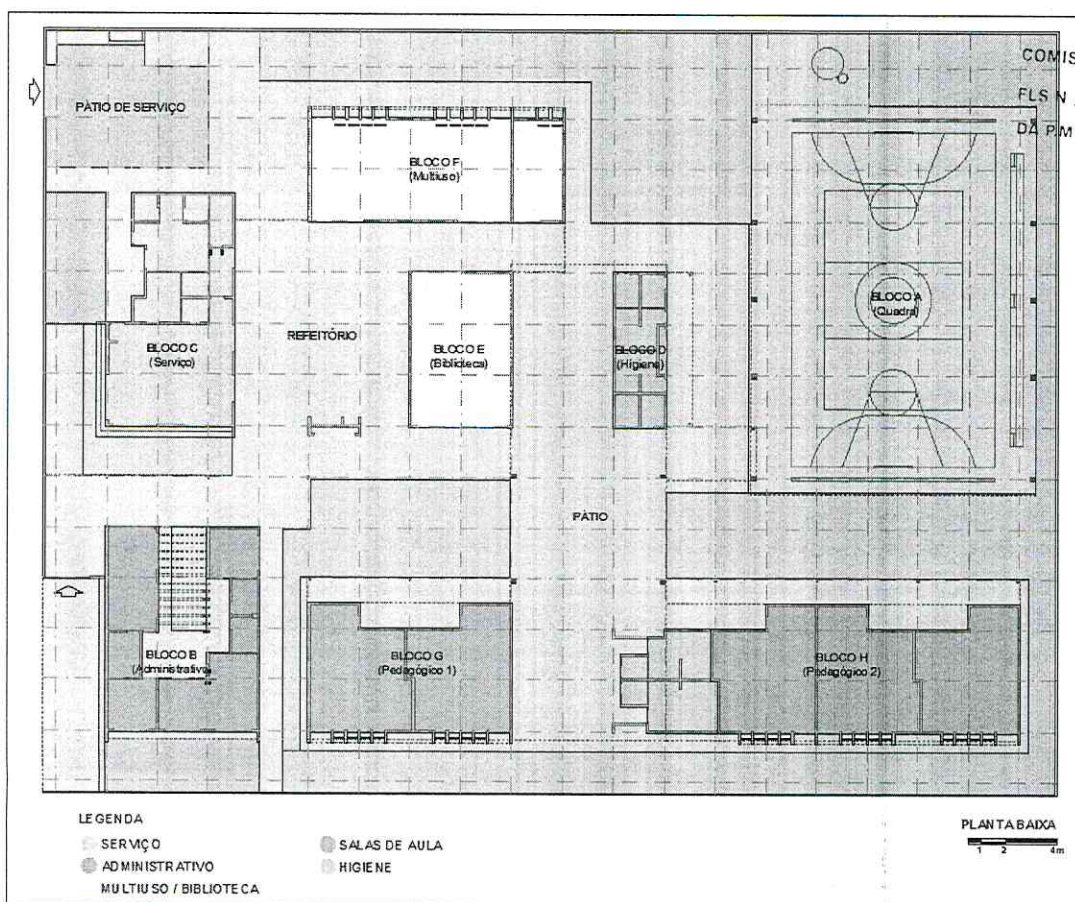 COMIS
FLS N
DA P.M
PÁTIO DE SERVIÇO
BLOCO F
(Multiuso)
BLOCO A
(Quadra)
BLOCO C
(Serviço)
REFEITÓRIO
BLOCO E
(Biblioteca)
BLOCO D
(Higiene)
PÁTIO
BLOCO B
(Administrativo)
BLOCO G
(Pedagógico 1)
BLOCO H
(Pedagógico 2)
LEGENDA
SERVIÇO
ADMINISTRATIVO
MULTIUSO / BIBLIOTECA
SALAS DE AULA
HIGIENE
PLANTA BAIXA
1 2 4m